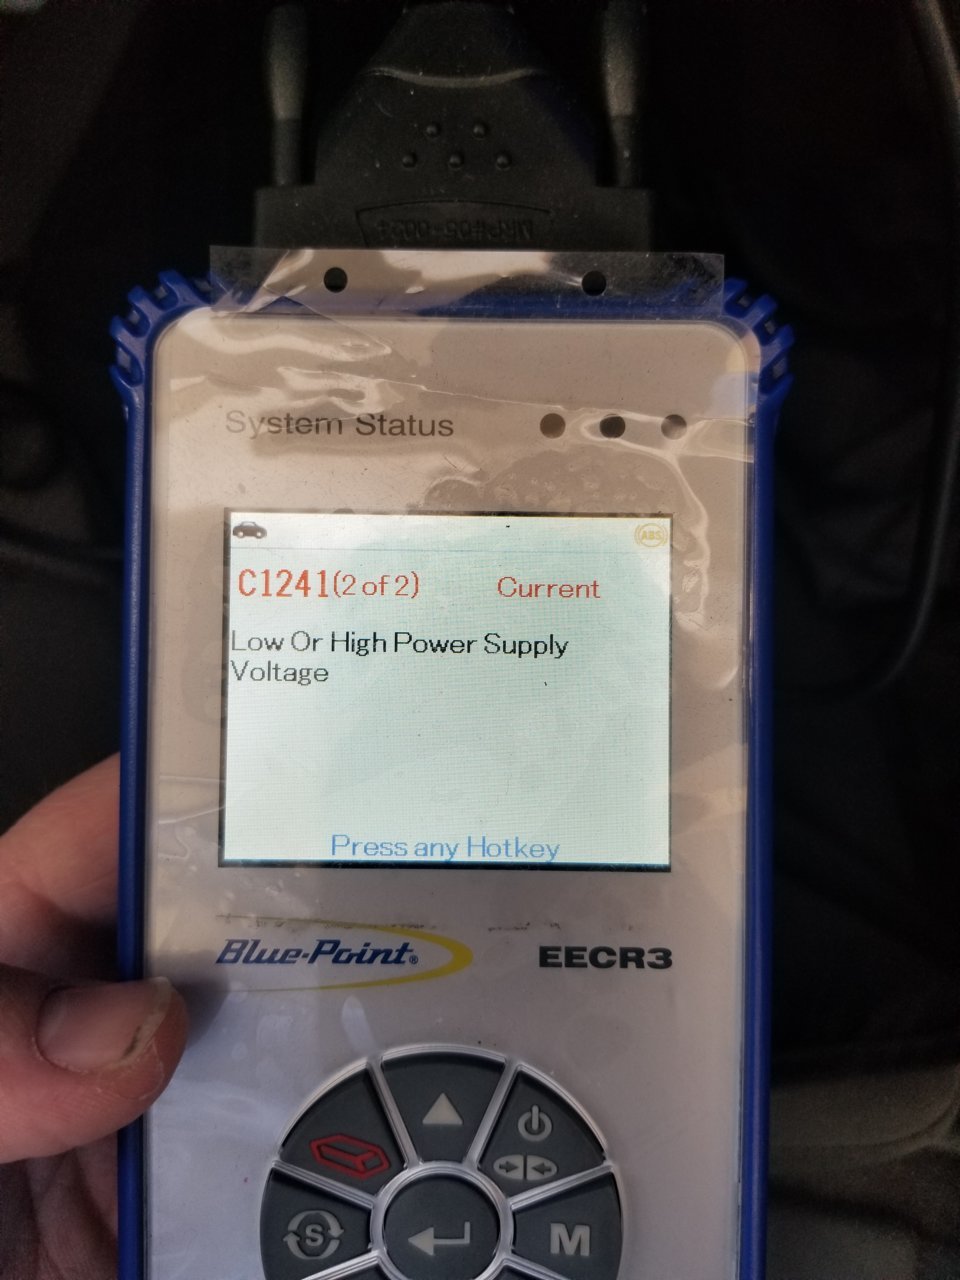 System Status
ABS
C1241(2 of 2) Current
Low Or High Power Supply
Voltage
Press any Hotkey
Blue-Point® EECR3
S
M